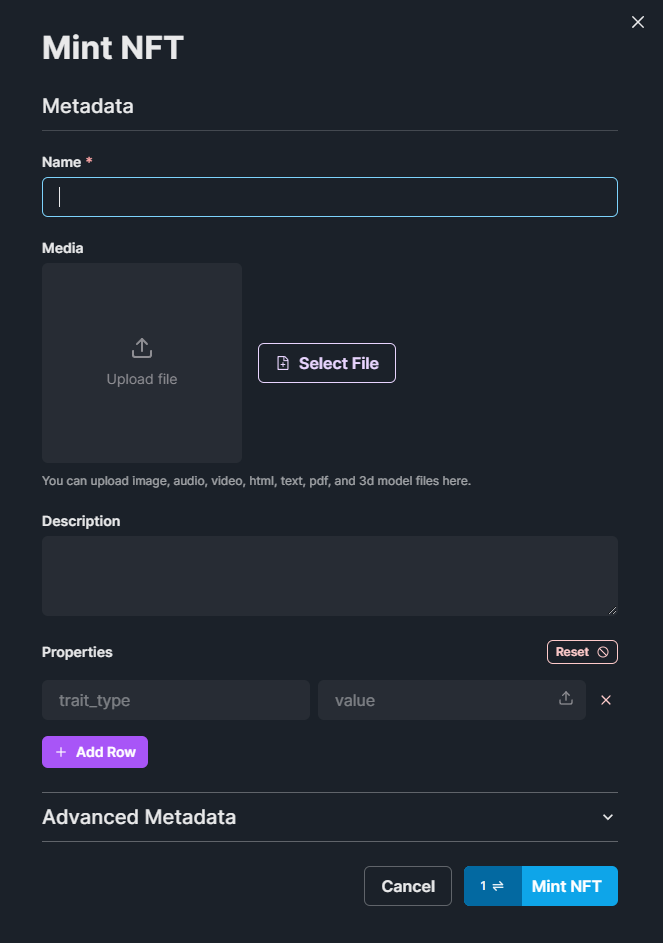 Mint NFT
Metadata
Name *
Media
Upload file
Select File
You can upload image, audio, video, html, text, pdf, and 3d model files here.
Description
Properties
Reset
trait_type value
Add Row
Advanced Metadata
Cancel 1 ⇌ Mint NFT